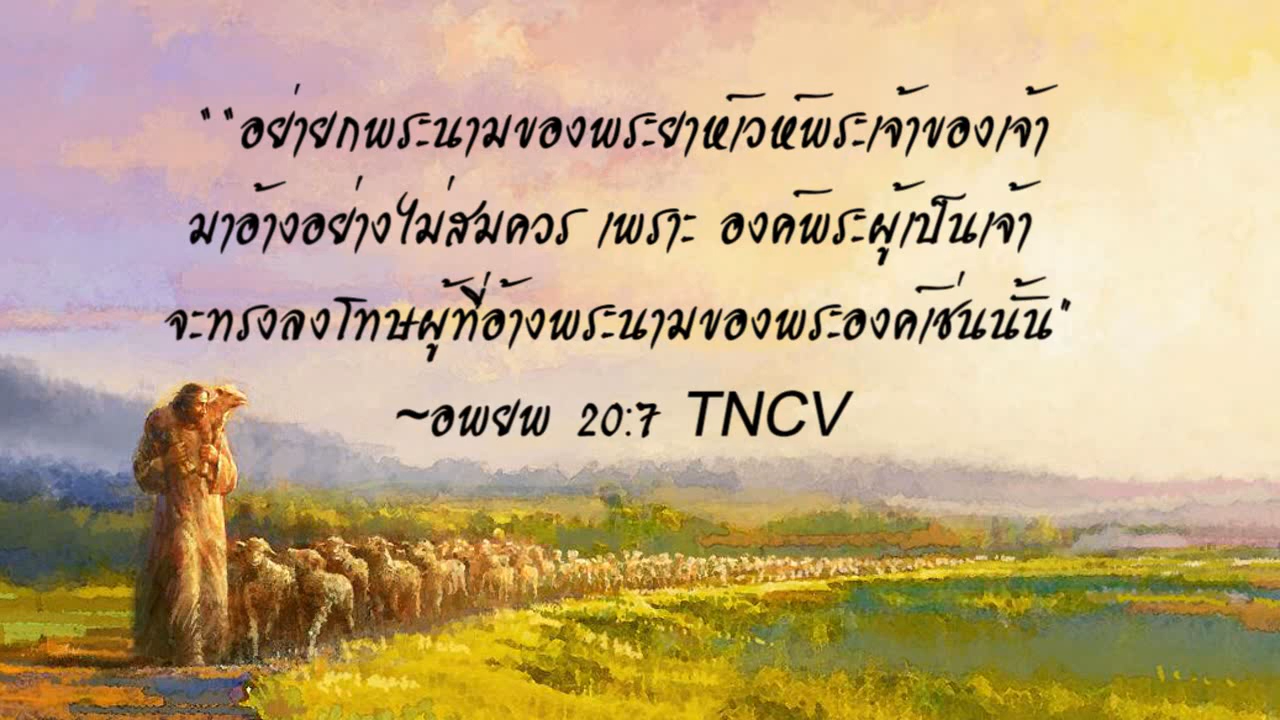 ""อย่ายกพระนามของพระยาห์เวห์พระเจ้าของเจ้า
มาอ้างอย่างไม่สมควร เพราะ องค์พระผู้เป็นเจ้า
จะทรงลงโทษผู้ที่อ้างพระนามของพระองค์เช่นนั้น"
~อพยพ 20:7 TNCV